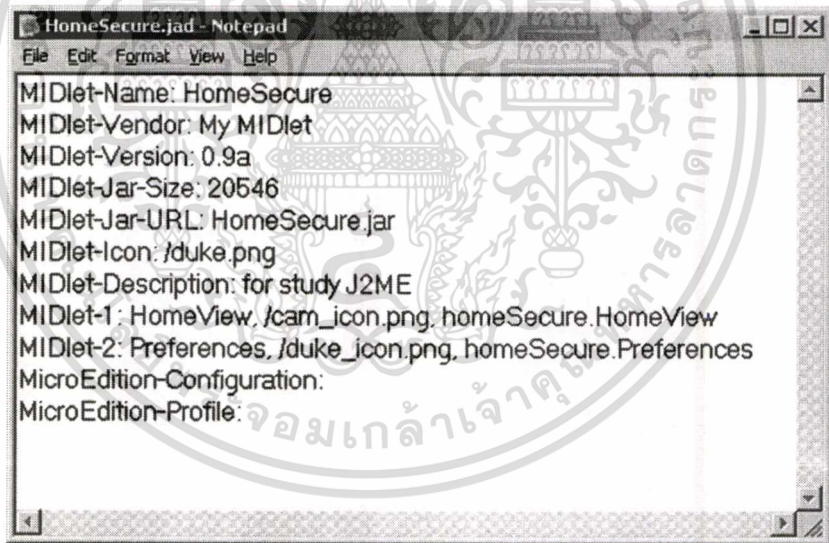 HomeSecure.jad - Notepad
File Edit Format View Help
MIDlet-Name: HomeSecure
MIDlet-Vendor: My MIDlet
MIDlet-Version: 0.9a
MIDlet-Jar-Size: 20546
MIDlet-Jar-URL: HomeSecure.jar
MIDlet-Icon: /duke.png
MIDlet-Description: for study J2ME
MIDlet-1: HomeView, /cam_icon.png, homeSecure.HomeView
MIDlet-2: Preferences, /duke_icon.png, homeSecure.Preferences
MicroEdition-Configuration:
MicroEdition-Profile: